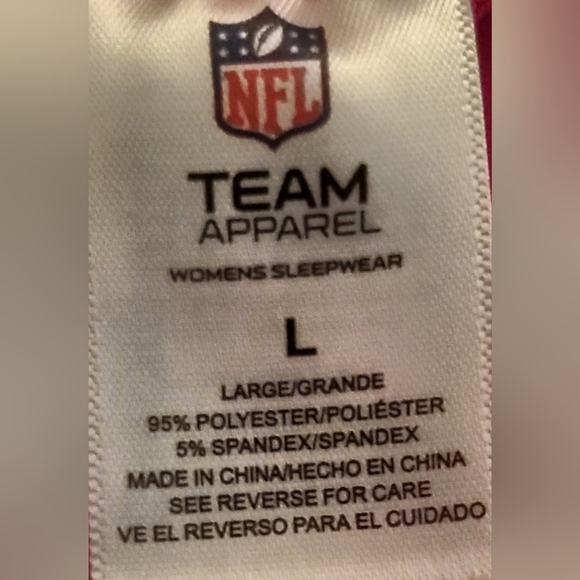 NFL
TEAM
APPAREL
WOMENS SLEEPWEAR
L
LARGE/GRANDE
95% POLYESTER/POLIÉSTER
5% SPANDEX/SPANDEX
MADE IN CHINA/HECHO EN CHINA
SEE REVERSE FOR CARE
VE EL REVERSO PARA EL CUIDADO